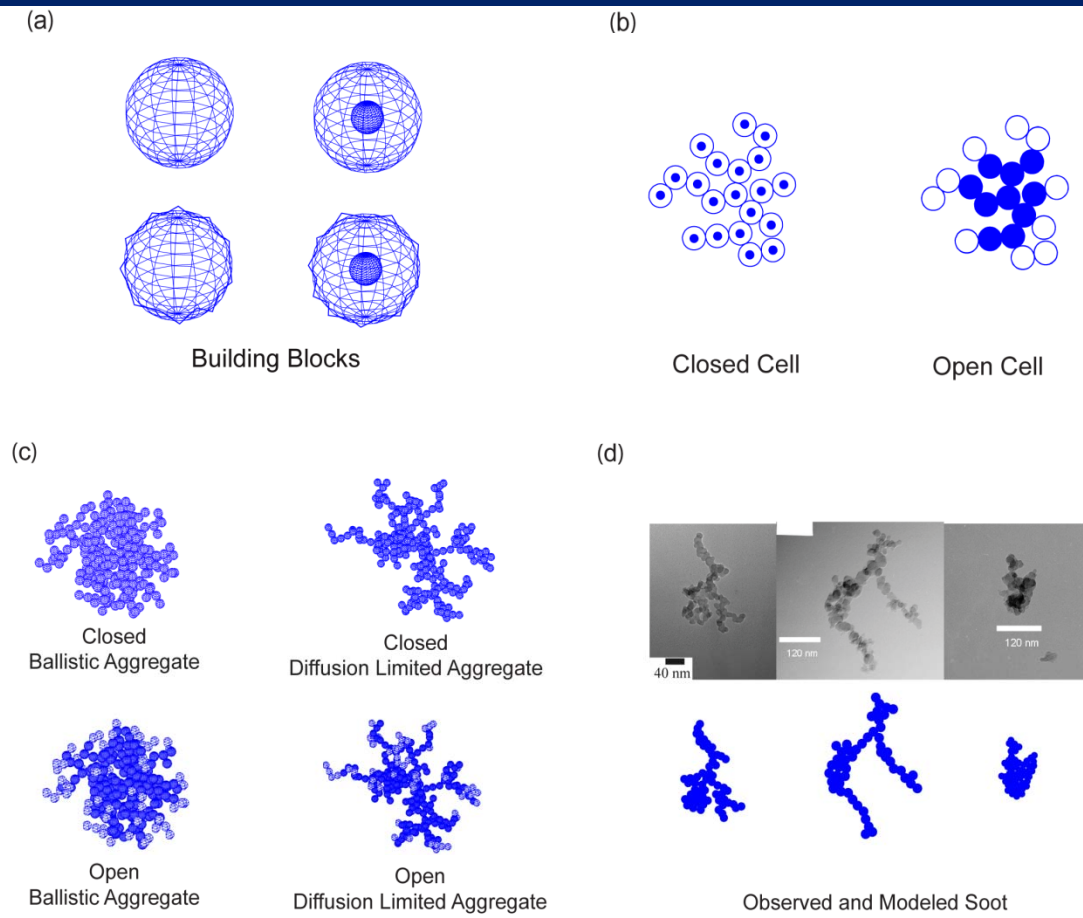 (a)
(b)
Building Blocks
Closed Cell
Open Cell
(c)
(d)
Closed
Ballistic Aggregate
Closed
Diffusion Limited Aggregate
40 nm
120 nm
120 nm
Open
Ballistic Aggregate
Open
Diffusion Limited Aggregate
Observed and Modeled Soot